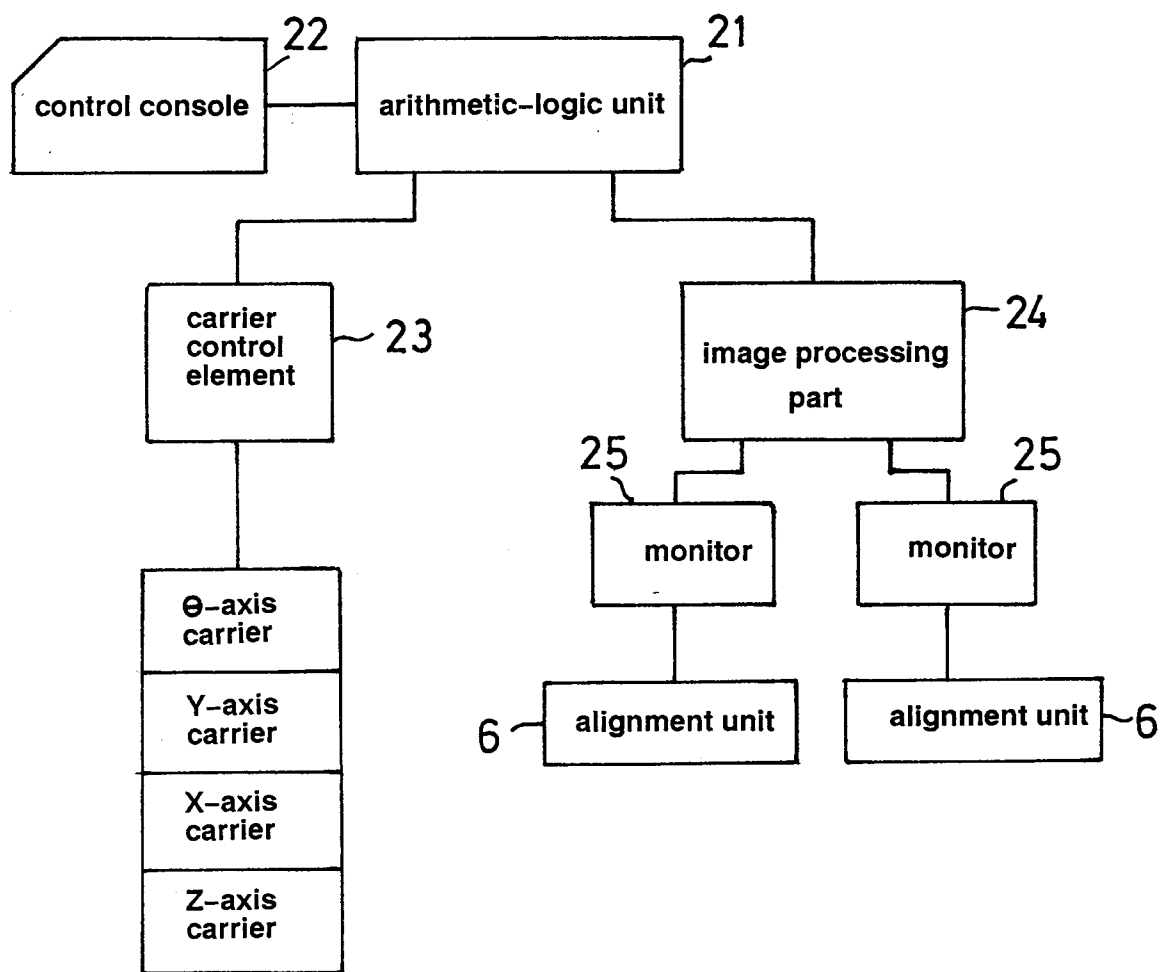 22
21
control console
arithmetic-logic unit
carrier
control
element
23
24
image processing
part
25
25
monitor
monitor
Θ-axis
carrier
Y-axis
carrier
X-axis
carrier
Z-axis
carrier
6
alignment unit
alignment unit
6